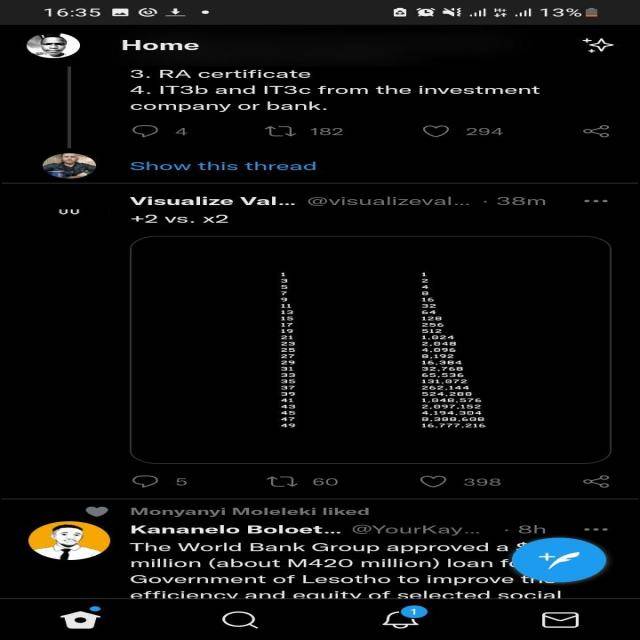 16:35 13%
Home
3. RA certificate
4. IT3b and IT3c from the investment
company or bank.
4 182 294
Show this thread
Visualize Val... @visualizeval... · 38m
+2 vs. x2
1 1
3 2
5 4
7 8
9 16
11 32
13 64
15 128
17 256
19 512
21 1,024
23 2,048
25 4,096
27 8,192
29 16,384
31 32,768
33 65,536
35 131,072
37 262,144
39 524,288
41 1,048,576
43 2,097,152
45 4,194,304
47 8,388,608
49 16,777,216
5 60 398
Monyanyi Moleleki liked
Kananelo Boloet... @YourKay... · 8h
The World Bank Group approved a
million (about M420 million) loan
Government of Lesotho to improve the
efficiency and equity of selected social
1